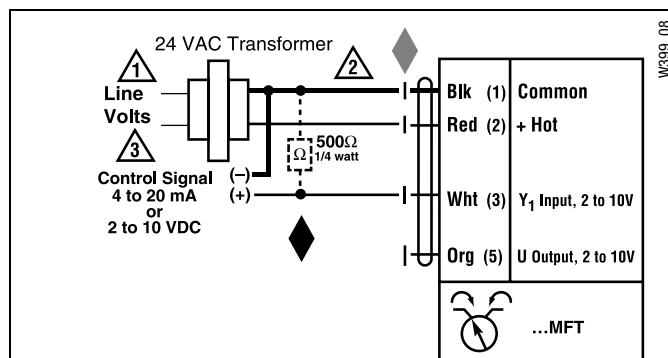 24 VAC Transformer
W399_08
1
2
Line
Volts
3
Control Signal
4 to 20 mA
or
2 to 10 VDC
(–)
(+)
Ω
500Ω
1/4 watt
Blk (1) Common
Red (2) + Hot
Wht (3) Y1 Input, 2 to 10V
Org (5) U Output, 2 to 10V
...MFT